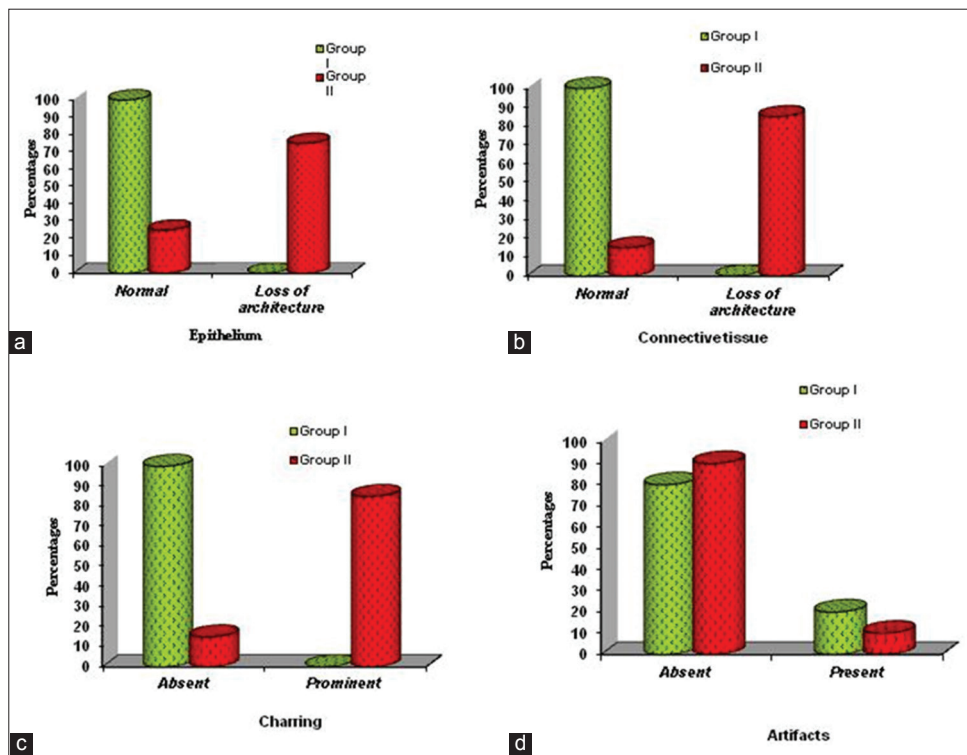 Group
I
Group
II
100
90
80
70
60
50
40
30
20
10
0
Percentages
Normal
Loss of
architecture
Epithelium
a
Group I
Group II
100
90
80
70
60
50
40
30
20
10
0
Percentages
Normal
Loss of
architecture
Connective tissue
b
Group I
Group II
100
90
80
70
60
50
40
30
20
10
0
Percentages
Absent
Prominent
Charring
c
Group I
Group II
100
90
80
70
60
50
40
30
20
10
0
Percentages
Absent
Present
Artifacts
d